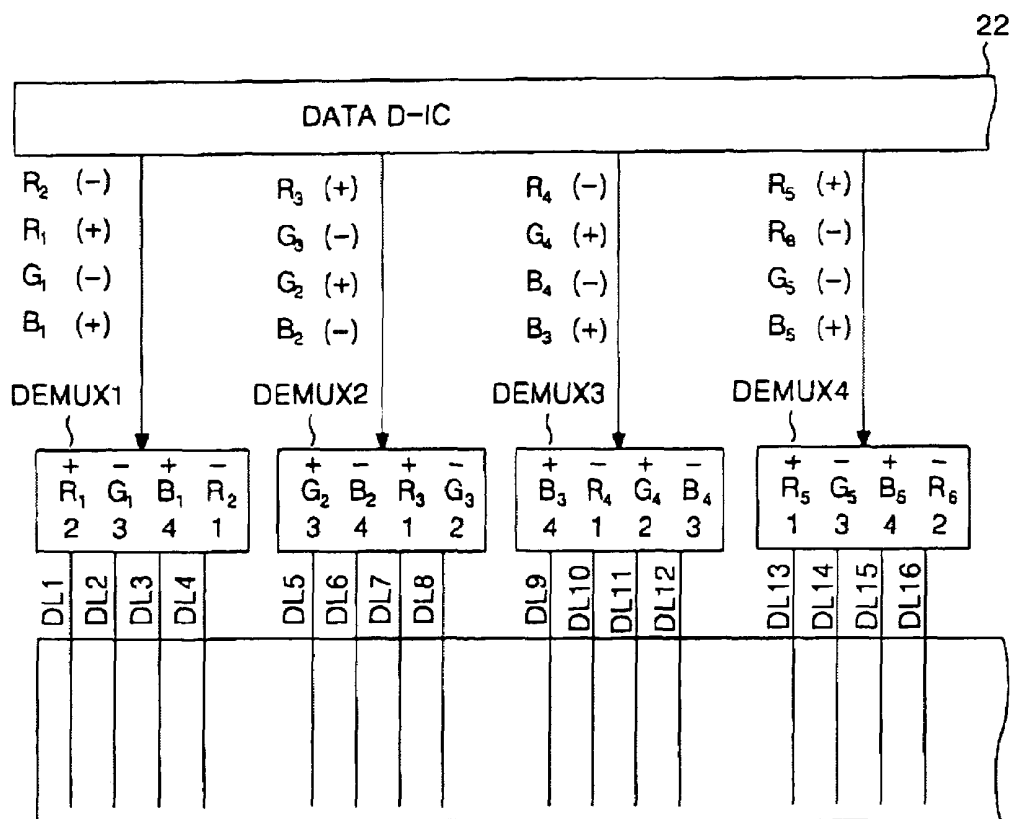 22
DATA D-IC
R₂ (-)
R₁ (+)
G₁ (-)
B₁ (+)
R₃ (+)
G₃ (-)
G₂ (+)
B₂ (-)
R₄ (-)
G₄ (+)
B₄ (-)
B₃ (+)
R₅ (+)
R₆ (-)
G₅ (-)
B₅ (+)
DEMUX1
DEMUX2
DEMUX3
DEMUX4
+ - + -
R₁ G₁ B₁ R₂
2 3 4 1
+ - + -
G₂ B₂ R₃ G₃
3 4 1 2
+ - + -
B₃ R₄ G₄ B₄
4 1 2 3
+ - + -
R₅ G₅ B₅ R₆
1 3 4 2
DL1
DL2
DL3
DL4
DL5
DL6
DL7
DL8
DL9
DL10
DL11
DL12
DL13
DL14
DL15
DL16